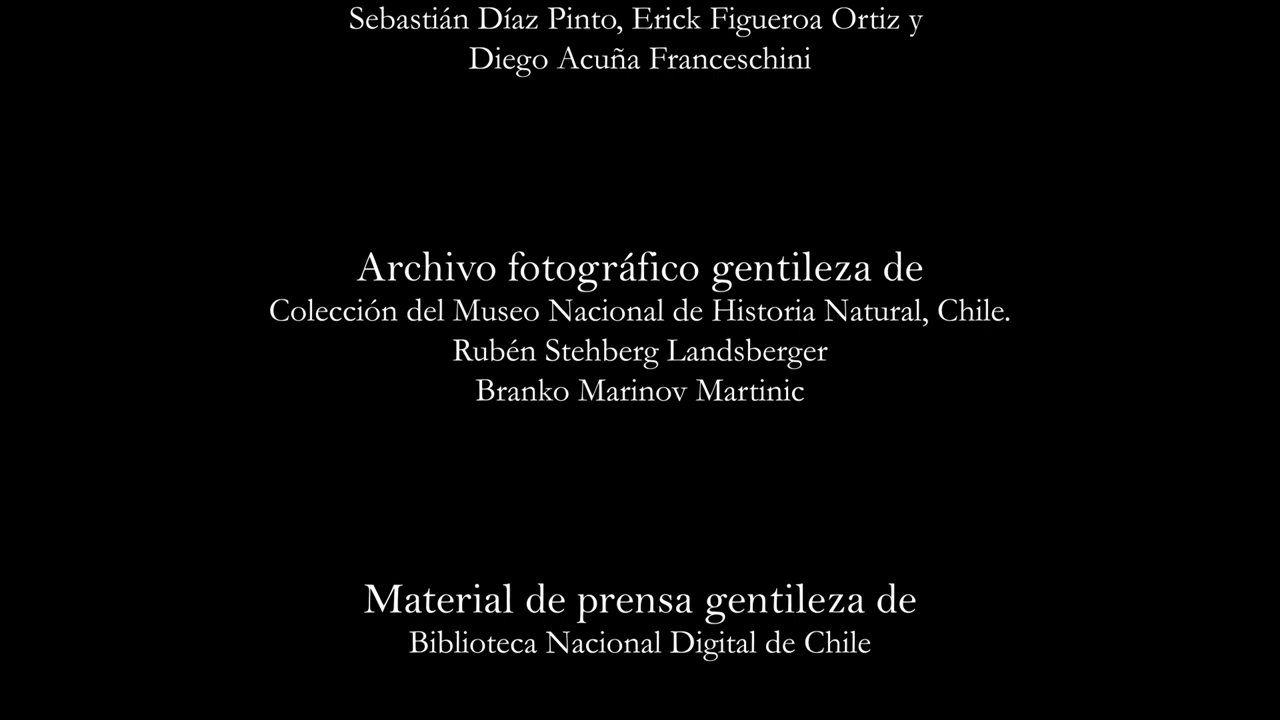 Sebastián Díaz Pinto, Erick Figueroa Ortiz y
Diego Acuña Franceschini
Archivo fotográfico gentileza de
Colección del Museo Nacional de Historia Natural, Chile.
Rubén Stehberg Landsberger
Branko Marinov Martinic
Material de prensa gentileza de
Biblioteca Nacional Digital de Chile